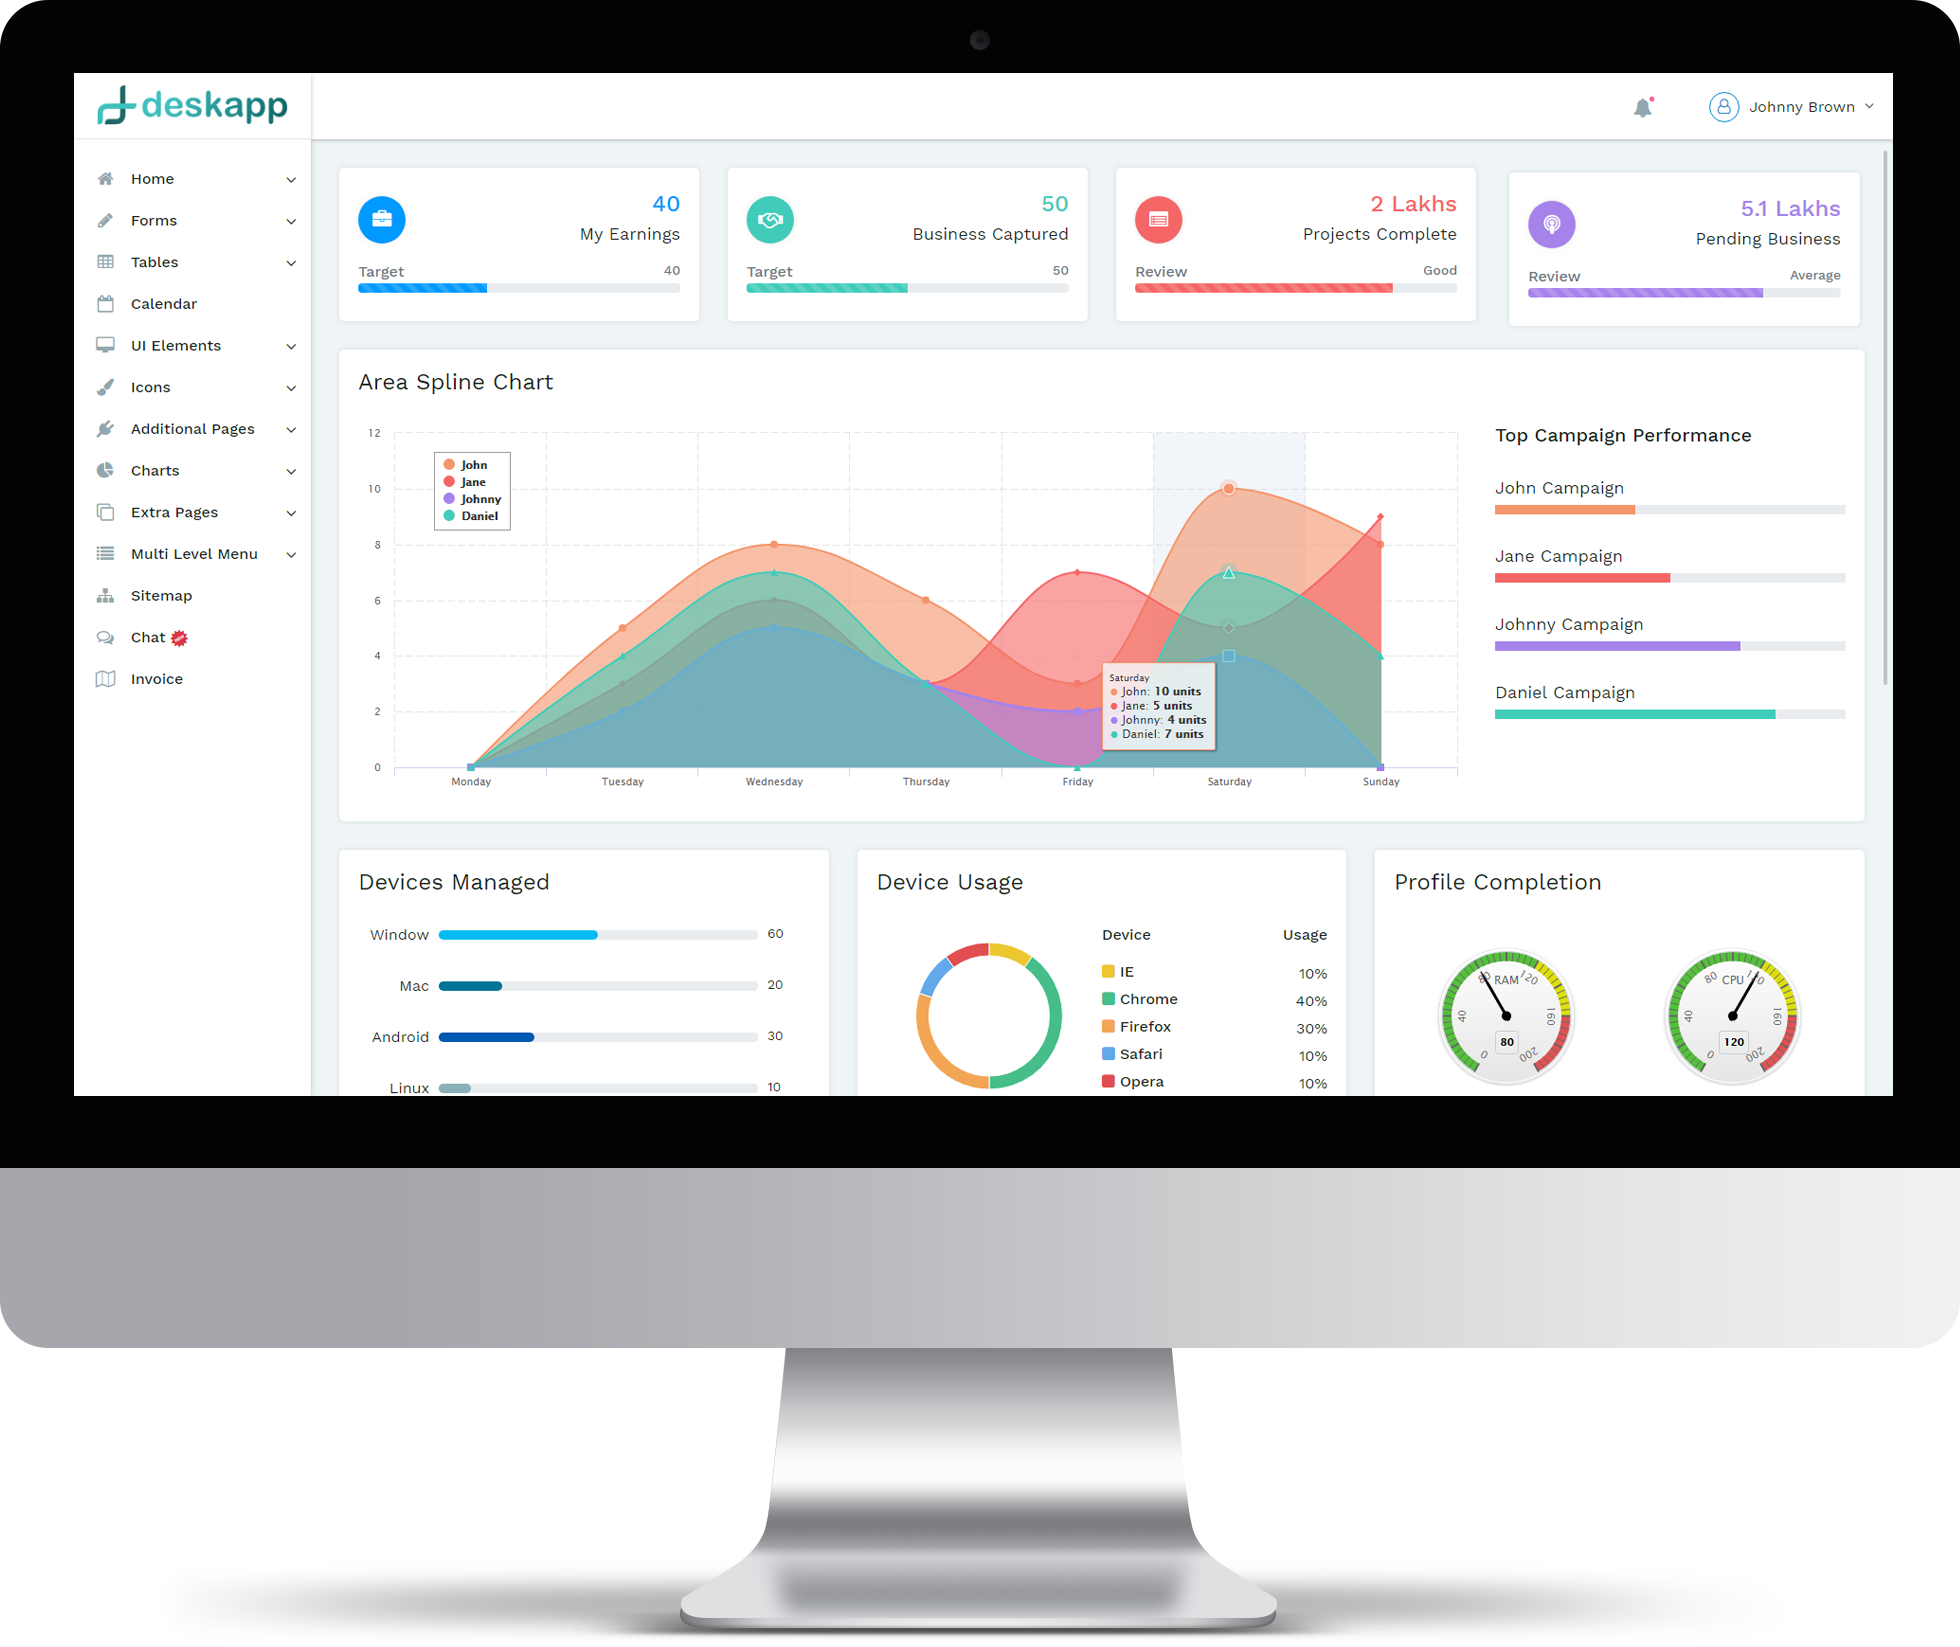 deskapp
Johnny Brown
Home
Forms
Tables
Calendar
UI Elements
Icons
Additional Pages
Charts
Extra Pages
Multi Level Menu
Sitemap
Chat
Invoice
40
My Earnings
Target 40
50
Business Captured
Target 50
2 Lakhs
Projects Complete
Review Good
5.1 Lakhs
Pending Business
Review Average
Area Spline Chart
12
10
8
6
4
2
0
John
Jane
Johnny
Daniel
Saturday
John: 10 units
Jane: 5 units
Johnny: 4 units
Daniel: 7 units
Monday Tuesday Wednesday Thursday Friday Saturday Sunday
Top Campaign Performance
John Campaign
Jane Campaign
Johnny Campaign
Daniel Campaign
Devices Managed
Window 60
Mac 20
Android 30
Linux 10
Device Usage
Device Usage
IE 10%
Chrome 40%
Firefox 30%
Safari 10%
Opera 10%
Profile Completion
0 40 80 120 160 200
RAM
80
0 40 80 120 160 200
CPU
120